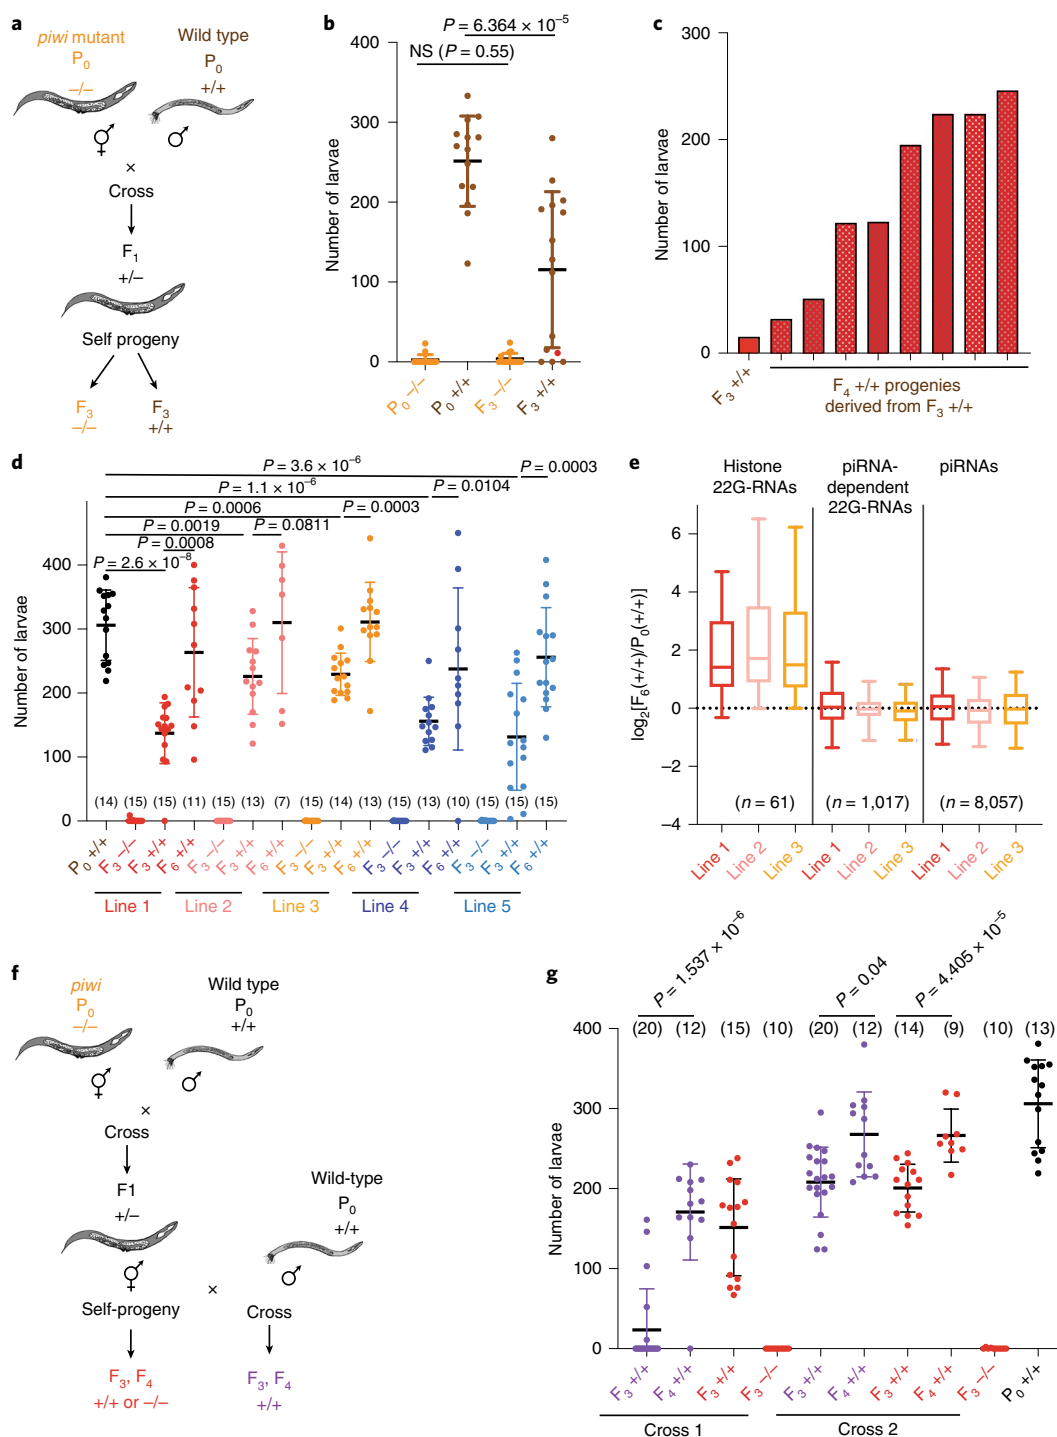 a
piwi mutant
P0
−/−
Wild type
P0
+/+
×
Cross
F1
+/−
Self progeny
F3
−/−
F3
+/+
b
P = 6.364 × 10−5
NS (P = 0.55)
Number of larvae
400
300
200
100
0
P0 −/−
P0 +/+
F3 −/−
F3 +/+
c
Number of larvae
300
200
100
0
F3 +/+
F4 +/+ progenies
derived from F3 +/+
d
P = 3.6 × 10−6
P = 0.0003
P = 1.1 × 10−6
P = 0.0104
P = 0.0006
P = 0.0003
P = 0.0019
P = 0.0811
P = 0.0008
P = 2.6 × 10−8
Number of larvae
400
300
200
100
0
(14) (15) (15) (11) (15) (13) (7) (15) (14) (13) (15) (13) (10) (15) (15) (15)
P0 +/+
F3 −/−
F3 +/+
F6 +/+
F3 −/−
F3 +/+
F6 +/+
F3 −/−
F3 +/+
F6 +/+
F3 −/−
F3 +/+
F6 +/+
F3 −/−
F3 +/+
F6 +/+
Line 1
Line 2
Line 3
Line 4
Line 5
e
Histone
22G-RNAs
piRNA-
dependent
22G-RNAs
piRNAs
log2[F6(+/+)/P0(+/+)]
6
4
2
0
−2
−4
(n = 61)
(n = 1,017)
(n = 8,057)
Line 1
Line 2
Line 3
Line 1
Line 2
Line 3
Line 1
Line 2
Line 3
f
piwi
P0
−/−
Wild type
P0
+/+
×
Cross
F1
+/−
Wild-type
P0
+/+
×
Self-progeny
Cross
F3, F4
+/+ or −/−
F3, F4
+/+
g
P = 1.537 × 10−6
P = 0.04
P = 4.405 × 10−5
(20) (12) (15) (10) (20) (12) (14) (9) (10) (13)
Number of larvae
400
300
200
100
0
F3 +/+
F4 +/+
F3 +/+
F3 −/−
F3 +/+
F4 +/+
F3 +/+
F4 +/+
F3 −/−
P0 +/+
Cross 1
Cross 2